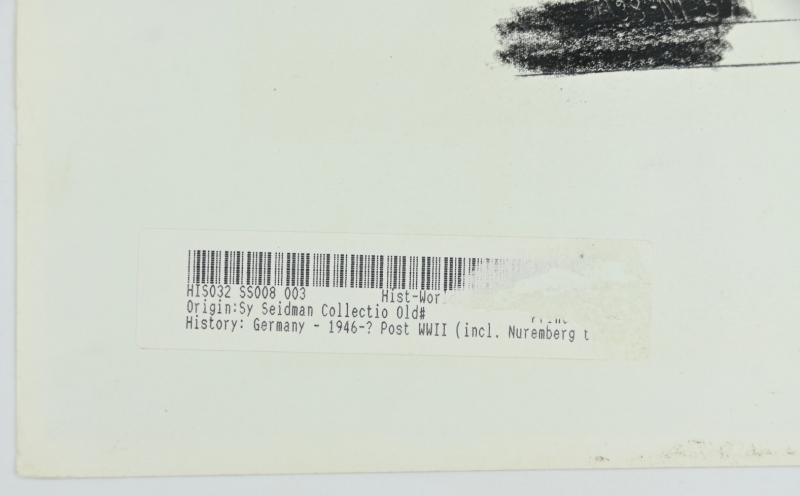 HIS032 SS008 003 Hist-Wor
Origin:Sy Seidman Collectio Old#
History: Germany - 1946-? Post WWII (incl. Nuremberg t